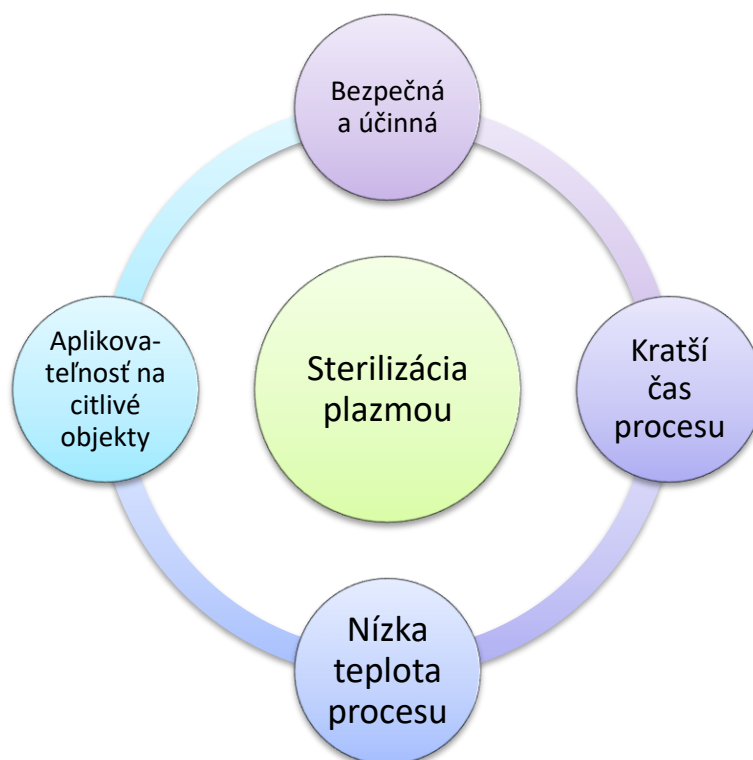 Bezpečná
a účinná
Aplikova-
teľnosť na
citlivé
objekty
Sterilizácia
plazmou
Kratší
čas
procesu
Nízka
teplota
procesu